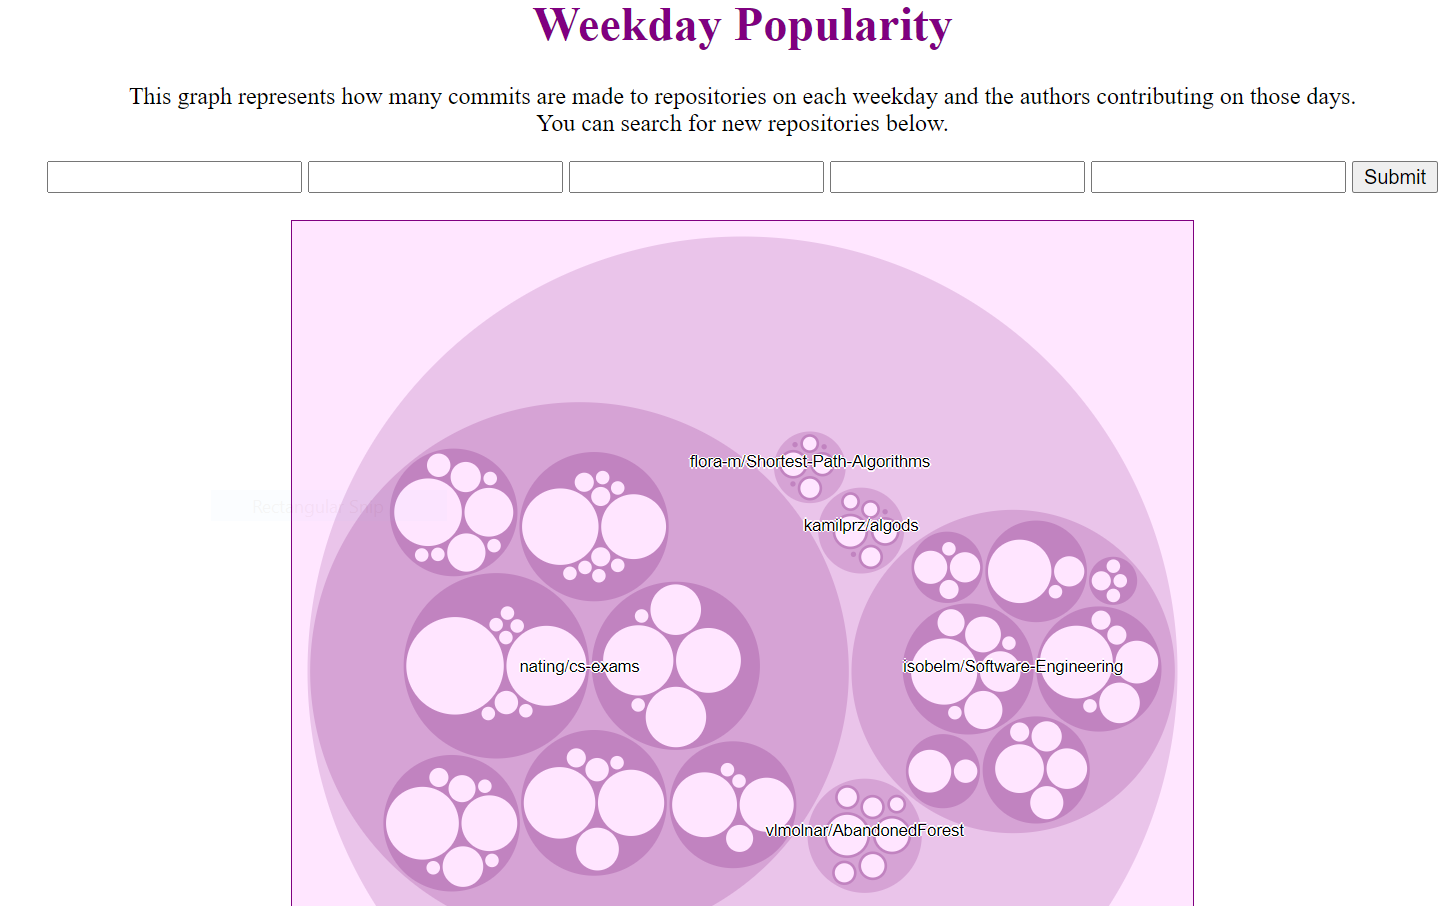 Weekday Popularity
This graph represents how many commits are made to repositories on each weekday and the authors contributing on those days.
You can search for new repositories below.
Submit
flora-m/Shortest-Path-Algorithms
Rectangular Snip
kamilprz/algods
nating/cs-exams
isobelm/Software-Engineering
vlmolnar/AbandonedForest